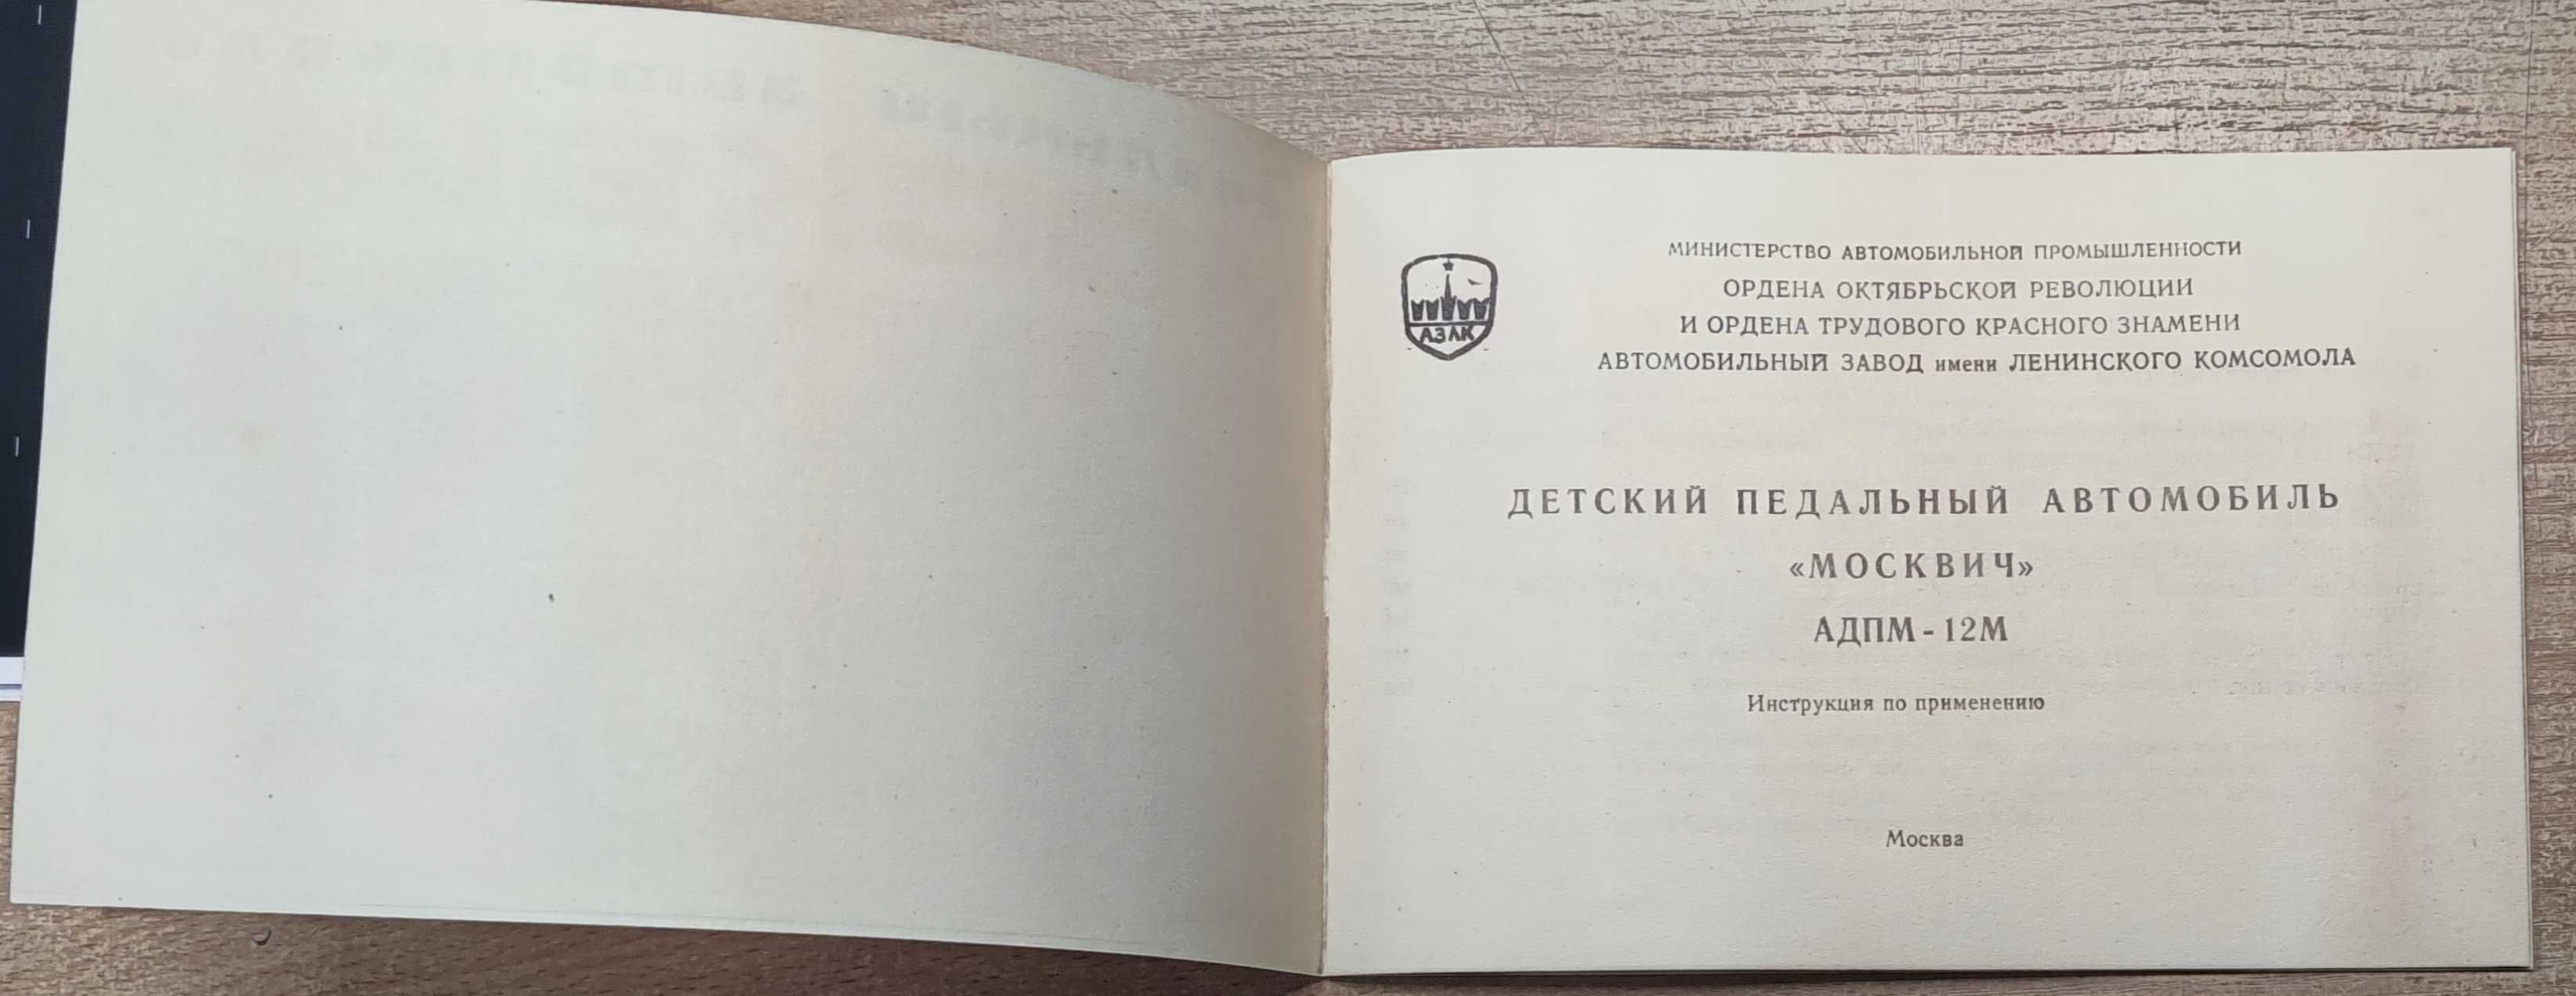 АЗЛК
МИНИСТЕРСТВО АВТОМОБИЛЬНОЙ ПРОМЫШЛЕННОСТИ
ОРДЕНА ОКТЯБРЬСКОЙ РЕВОЛЮЦИИ
И ОРДЕНА ТРУДОВОГО КРАСНОГО ЗНАМЕНИ
АВТОМОБИЛЬНЫЙ ЗАВОД имени ЛЕНИНСКОГО КОМСОМОЛА
ДЕТСКИЙ ПЕДАЛЬНЫЙ АВТОМОБИЛЬ
«МОСКВИЧ»
АДПМ-12М
Инструкция по применению
Москва